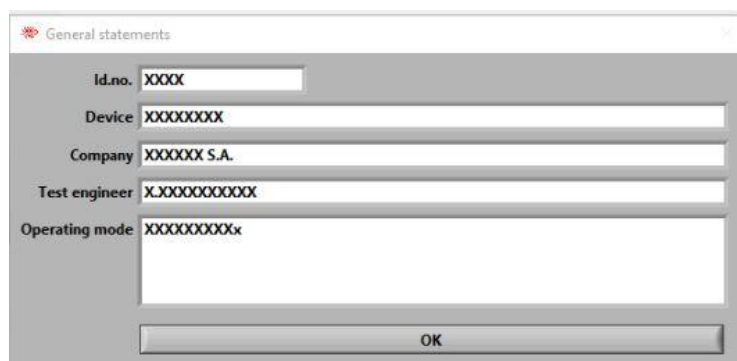 General statements
Id.no. XXXX
Device XXXXXXXX
Company XXXXXX S.A.
Test engineer X.XXXXXXXXXX
Operating mode XXXXXXXXXx
OK